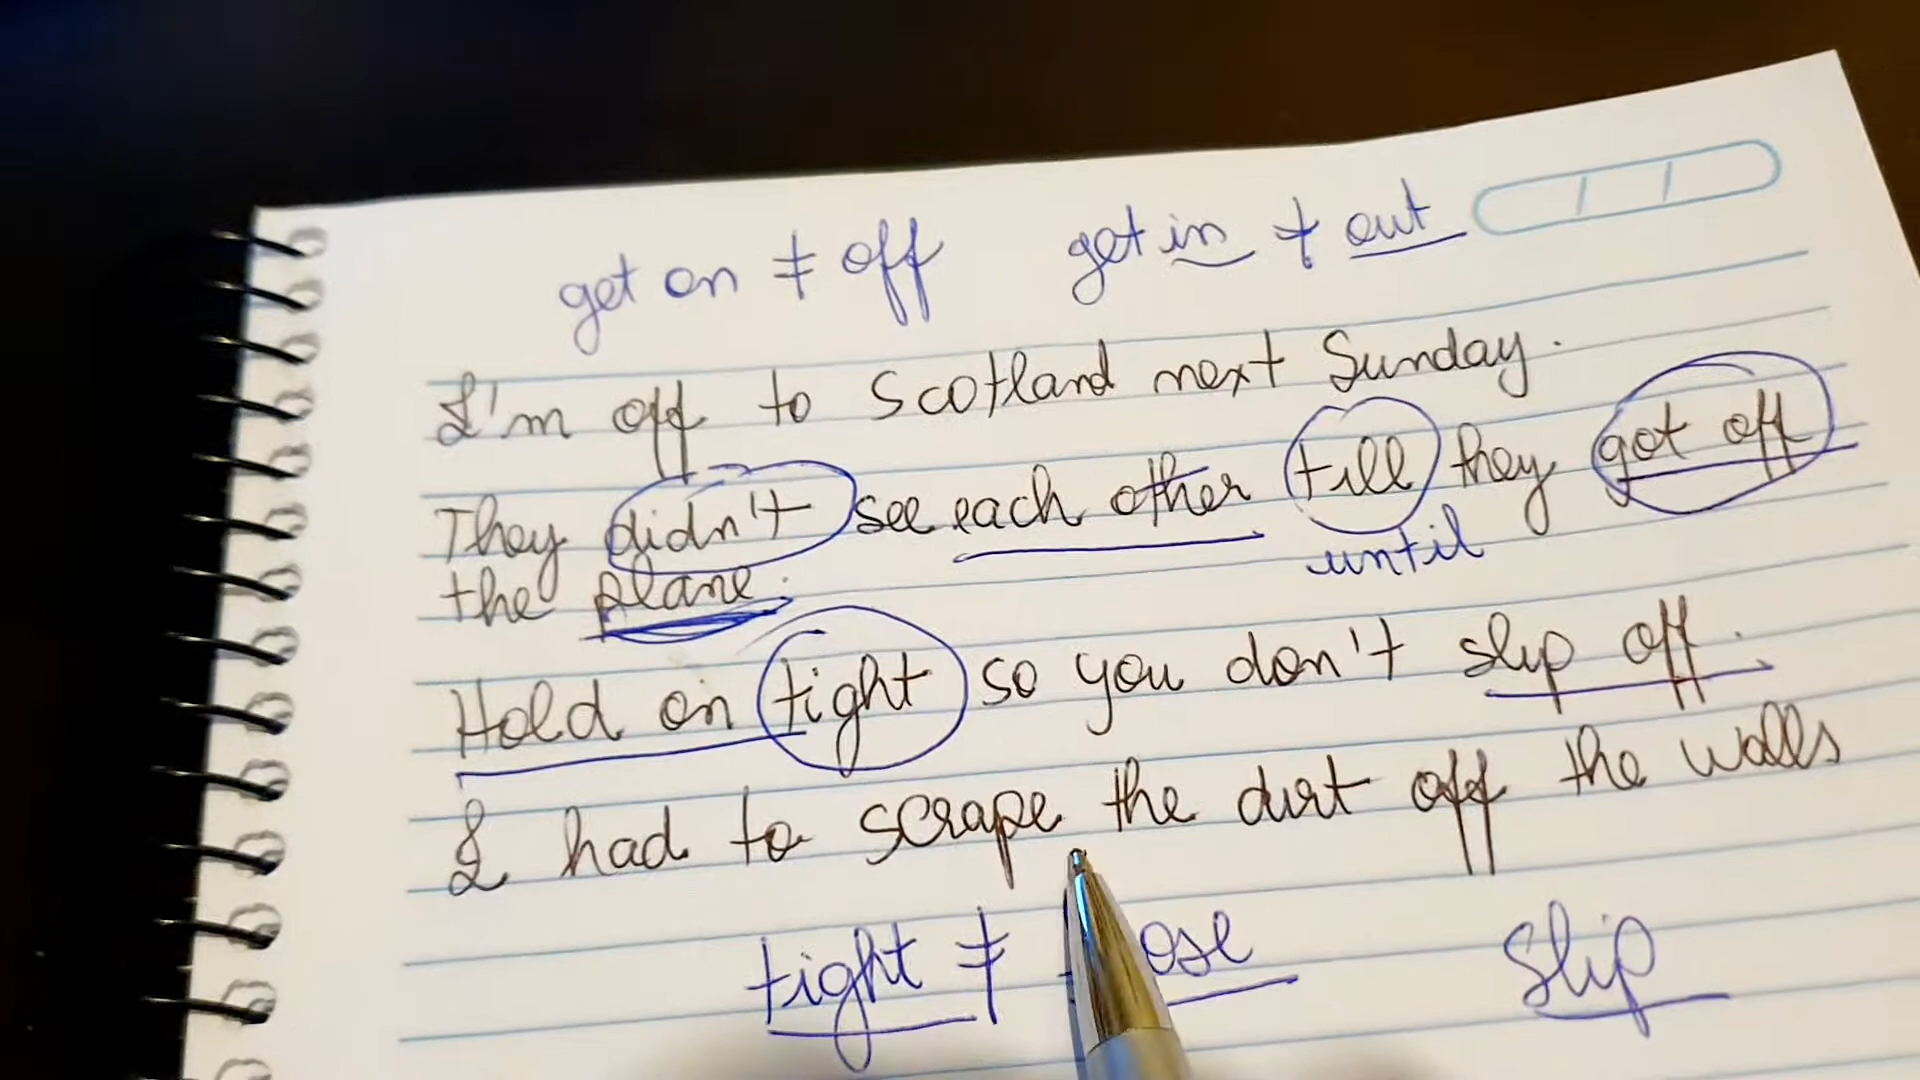 get on ≠ off get in ≠ out
I'm off to Scotland next Sunday.
They didn't see each other till they got off
until
the plane.
Hold on tight so you don't slip off.
I had to scrape the dirt off the walls
tight ≠ ose Slip